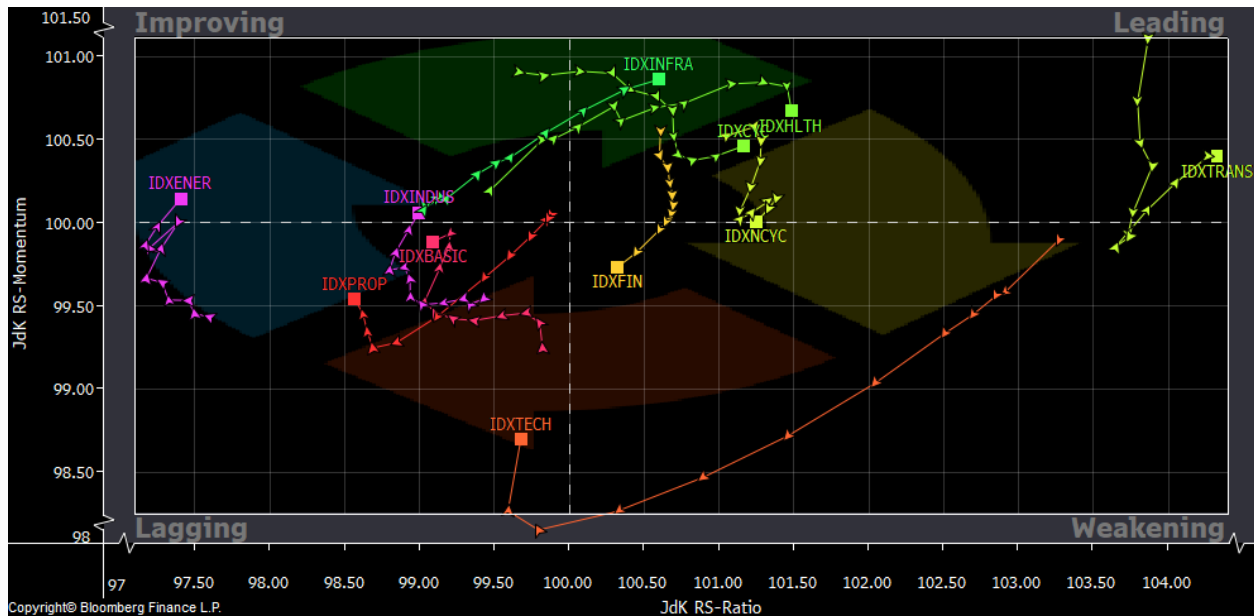 101.50
Improving
Leading
101.00
IDXINFRA
100.50
IDXCYC
IDXHLTH
IDXTRANS
IDXENER
IDXINDUS
100.00
IDXNCYC
IDXBASIC
IDXPROP
IDXFIN
99.50
JdK RS-Momentum
99.00
IDXTECH
98.50
98
Lagging
Weakening
97
97.50
98.00
98.50
99.00
99.50
100.00
100.50
101.00
101.50
102.00
102.50
103.00
103.50
104.00
Copyright© Bloomberg Finance L.P.
JdK RS-Ratio